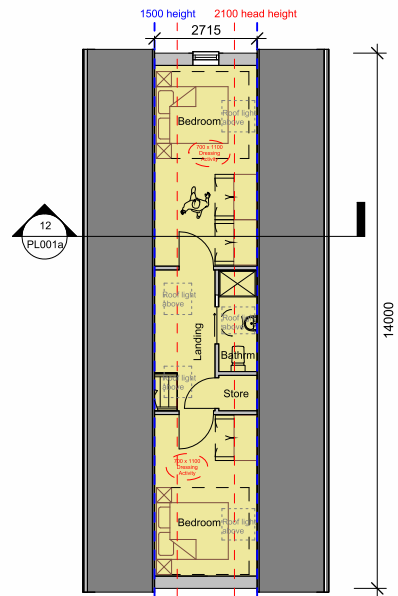 1500 height
2100 head height
2715
Roof light
above
Bedroom
700 x 1100
Dressing
Activity
12
PL001a
Roof light
above
Roof light
above
Landing
14000
Bathrm
Roof light
above
Store
700 x 1100
Dressing
Activity
Bedroom
Roof light
above